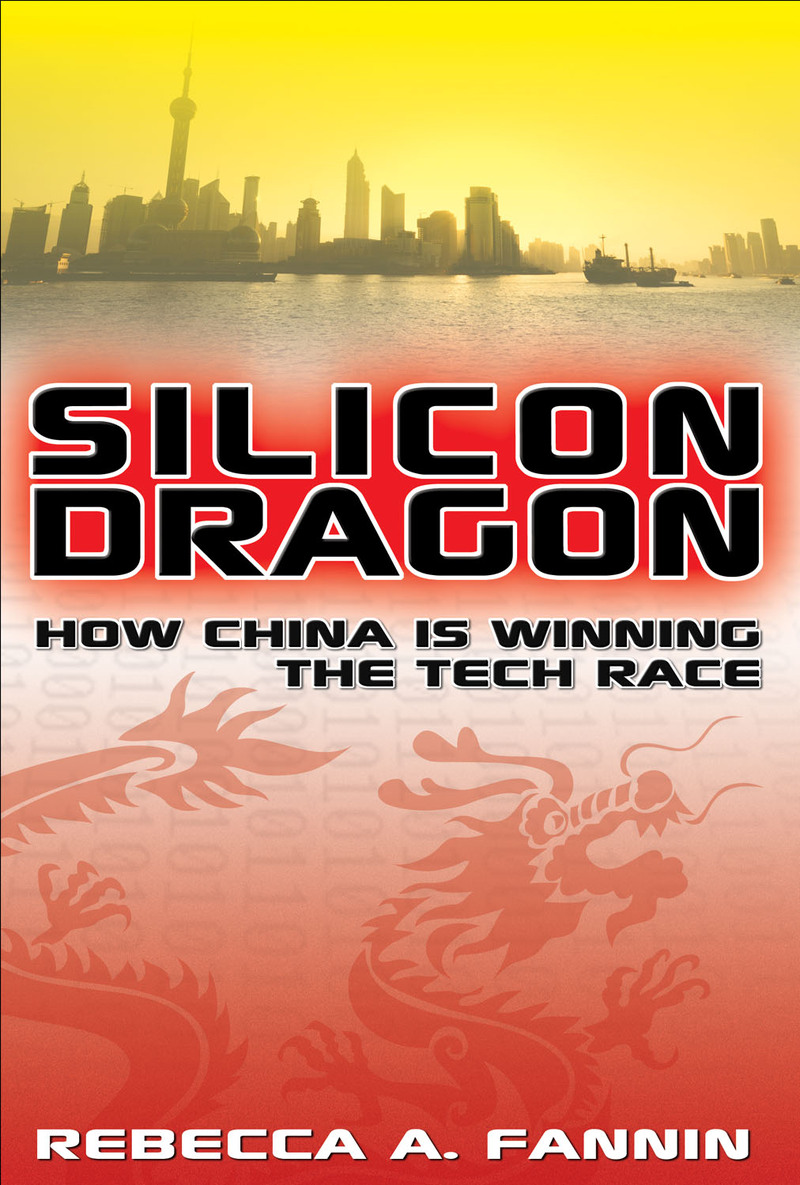 SILICON
DRAGON
HOW CHINA IS WINNING
THE TECH RACE
REBECCA A. FANNIN